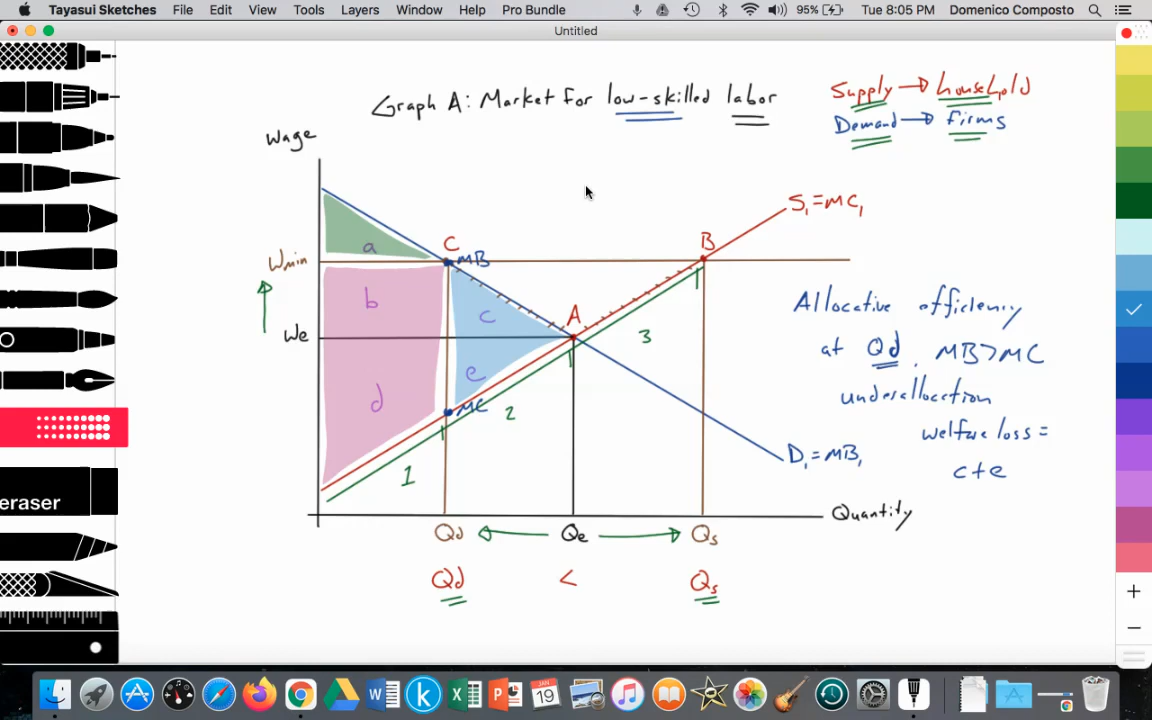 Tayasui Sketches File Edit View Tools Layers Window Help Pro Bundle 95% Tue 8:05 PM Domenico Composto
Untitled
Graph A: Market for low-skilled labor
Supply → household
Demand → firms
Wage
S₁=MC₁
C
B
a
Wmin
MB
b
c
A
Allocative efficiency
We
3
at Qd. MB>MC
e
underallocation
d
MC
2
welfare loss =
D₁=MB₁
c+e
1
eraser
Quantity
Qd Qe Qs
Qd < Qs
W X P JAN 19